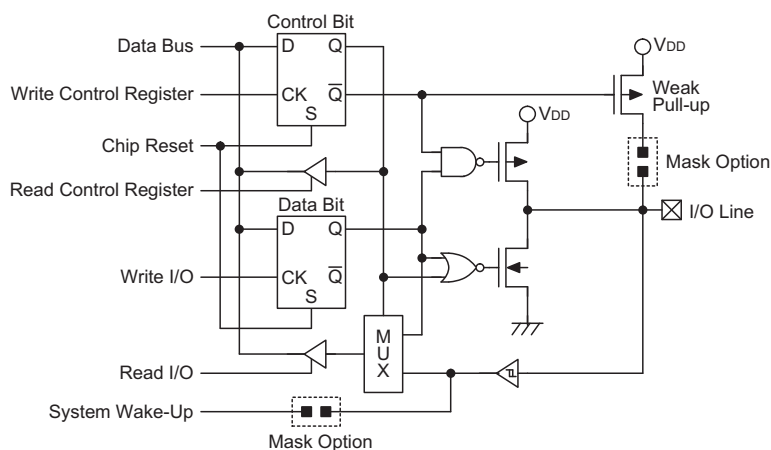 Control Bit
Data Bus
D Q
VDD
Write Control Register
CK Q
Weak
Pull-up
S
VDD
Chip Reset
Mask Option
Read Control Register
Data Bit
I/O Line
D Q
Write I/O
CK Q
S
M
U
X
Read I/O
System Wake-Up
Mask Option